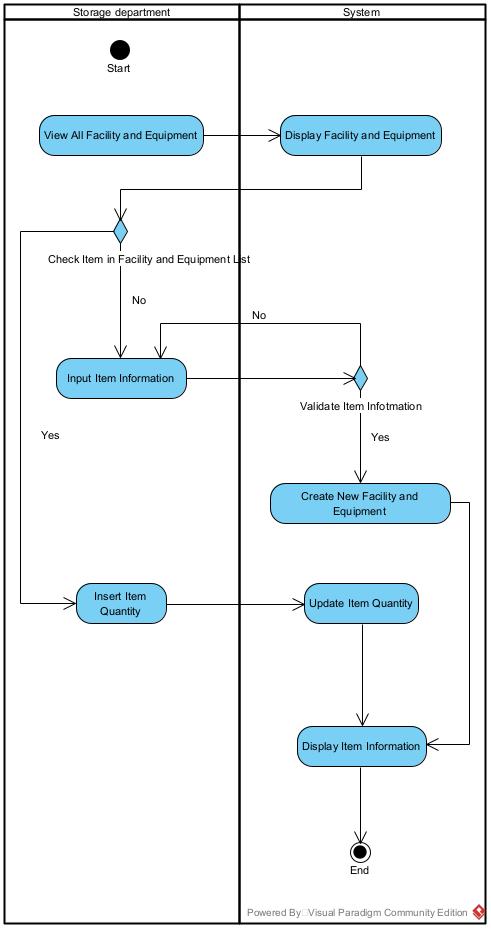 Storage department
System
Start
View All Facility and Equipment
Display Facility and Equipment
Check Item in Facility and Equipment List
No
No
Input Item Information
Validate Item Infotmation
Yes
Yes
Create New Facility and
Equipment
Insert Item
Quantity
Update Item Quantity
Display Item Information
End
Powered By Visual Paradigm Community Edition